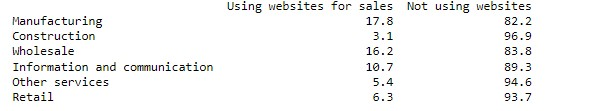 Using websites for sales Not using websites
Manufacturing 17.8 82.2
Construction 3.1 96.9
Wholesale 16.2 83.8
Information and communication 10.7 89.3
Other services 5.4 94.6
Retail 6.3 93.7